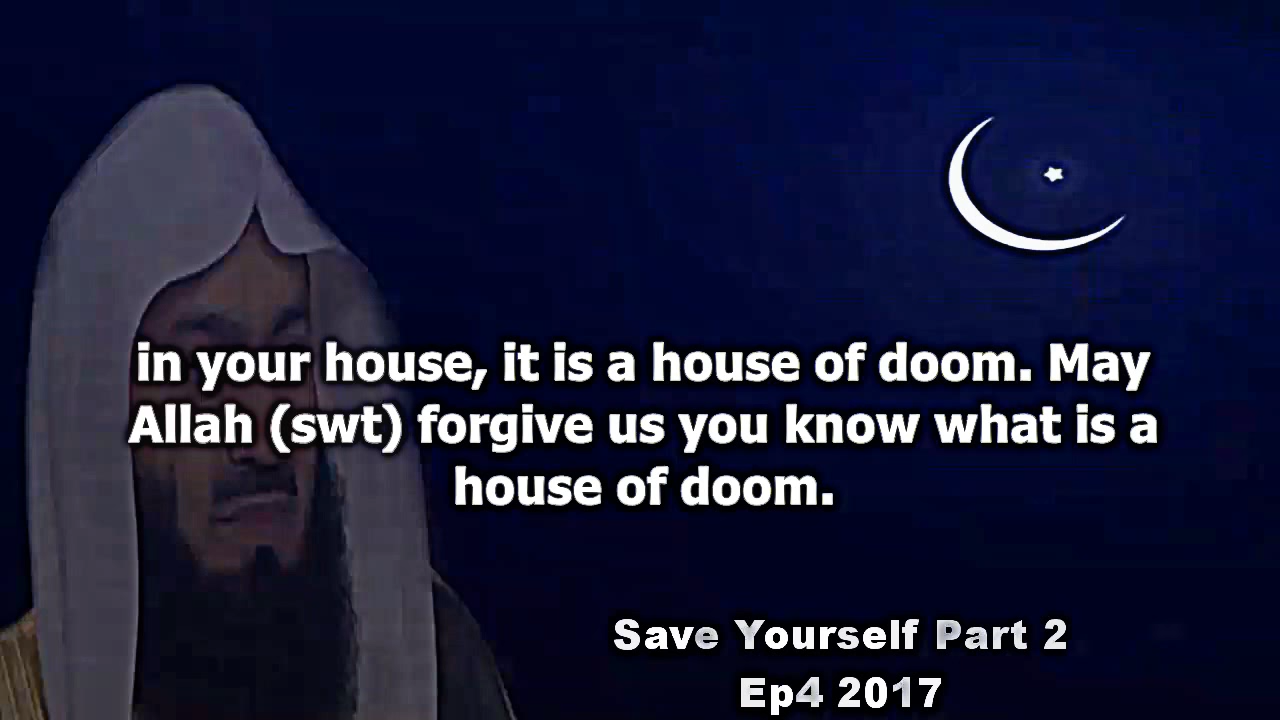 in your house, it is a house of doom. May
Allah (swt) forgive us you know what is a
house of doom.
Save Yourself Part 2
Ep4 2017